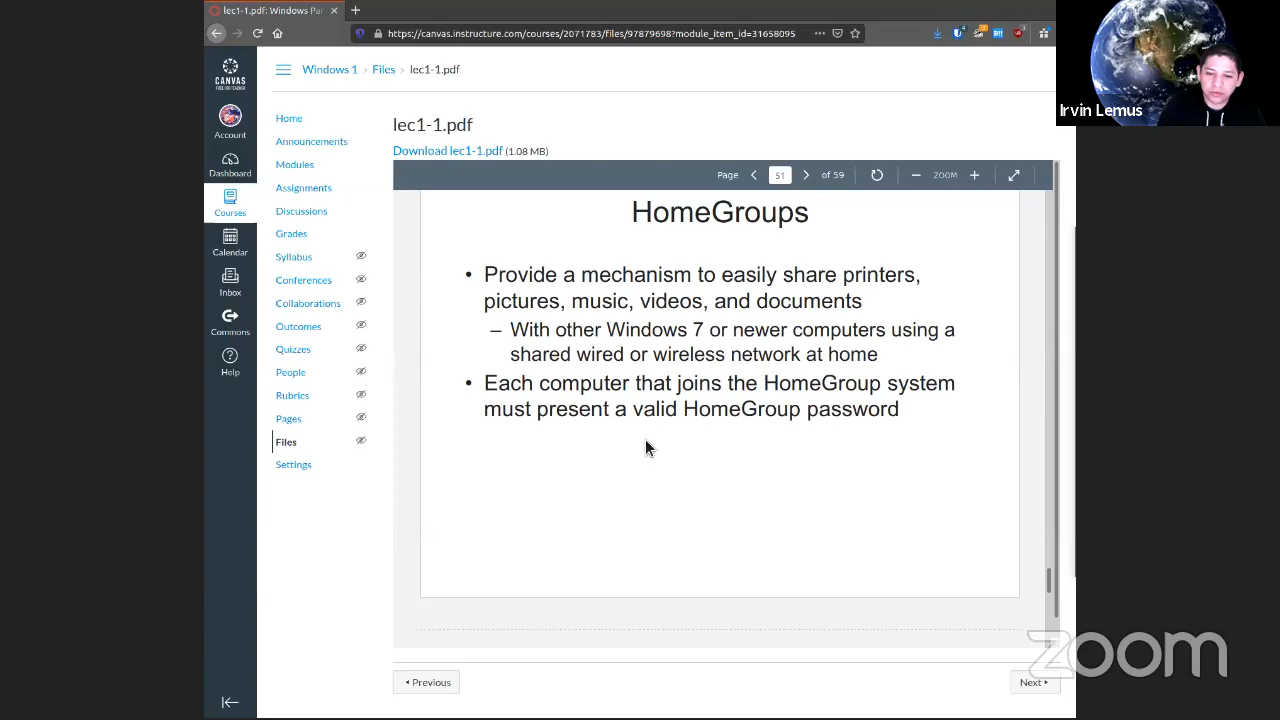 lec1-1.pdf: Windows Par
https://canvas.instructure.com/courses/2071783/files/97879698?module_item_id=31658095
Irvin Lemus
CANVAS
FREE FOR TEACHER
Account
Dashboard
Courses
Calendar
Inbox
Commons
Help
Windows 1 › Files › lec1-1.pdf
Home
Announcements
Modules
Assignments
Discussions
Grades
Syllabus
Conferences
Collaborations
Outcomes
Quizzes
People
Rubrics
Pages
Files
Settings
lec1-1.pdf
Download lec1-1.pdf (1.08 MB)
Page 51 of 59 ZOOM
HomeGroups
• Provide a mechanism to easily share printers,
pictures, music, videos, and documents
– With other Windows 7 or newer computers using a
shared wired or wireless network at home
• Each computer that joins the HomeGroup system
must present a valid HomeGroup password
Previous
Next
zoom